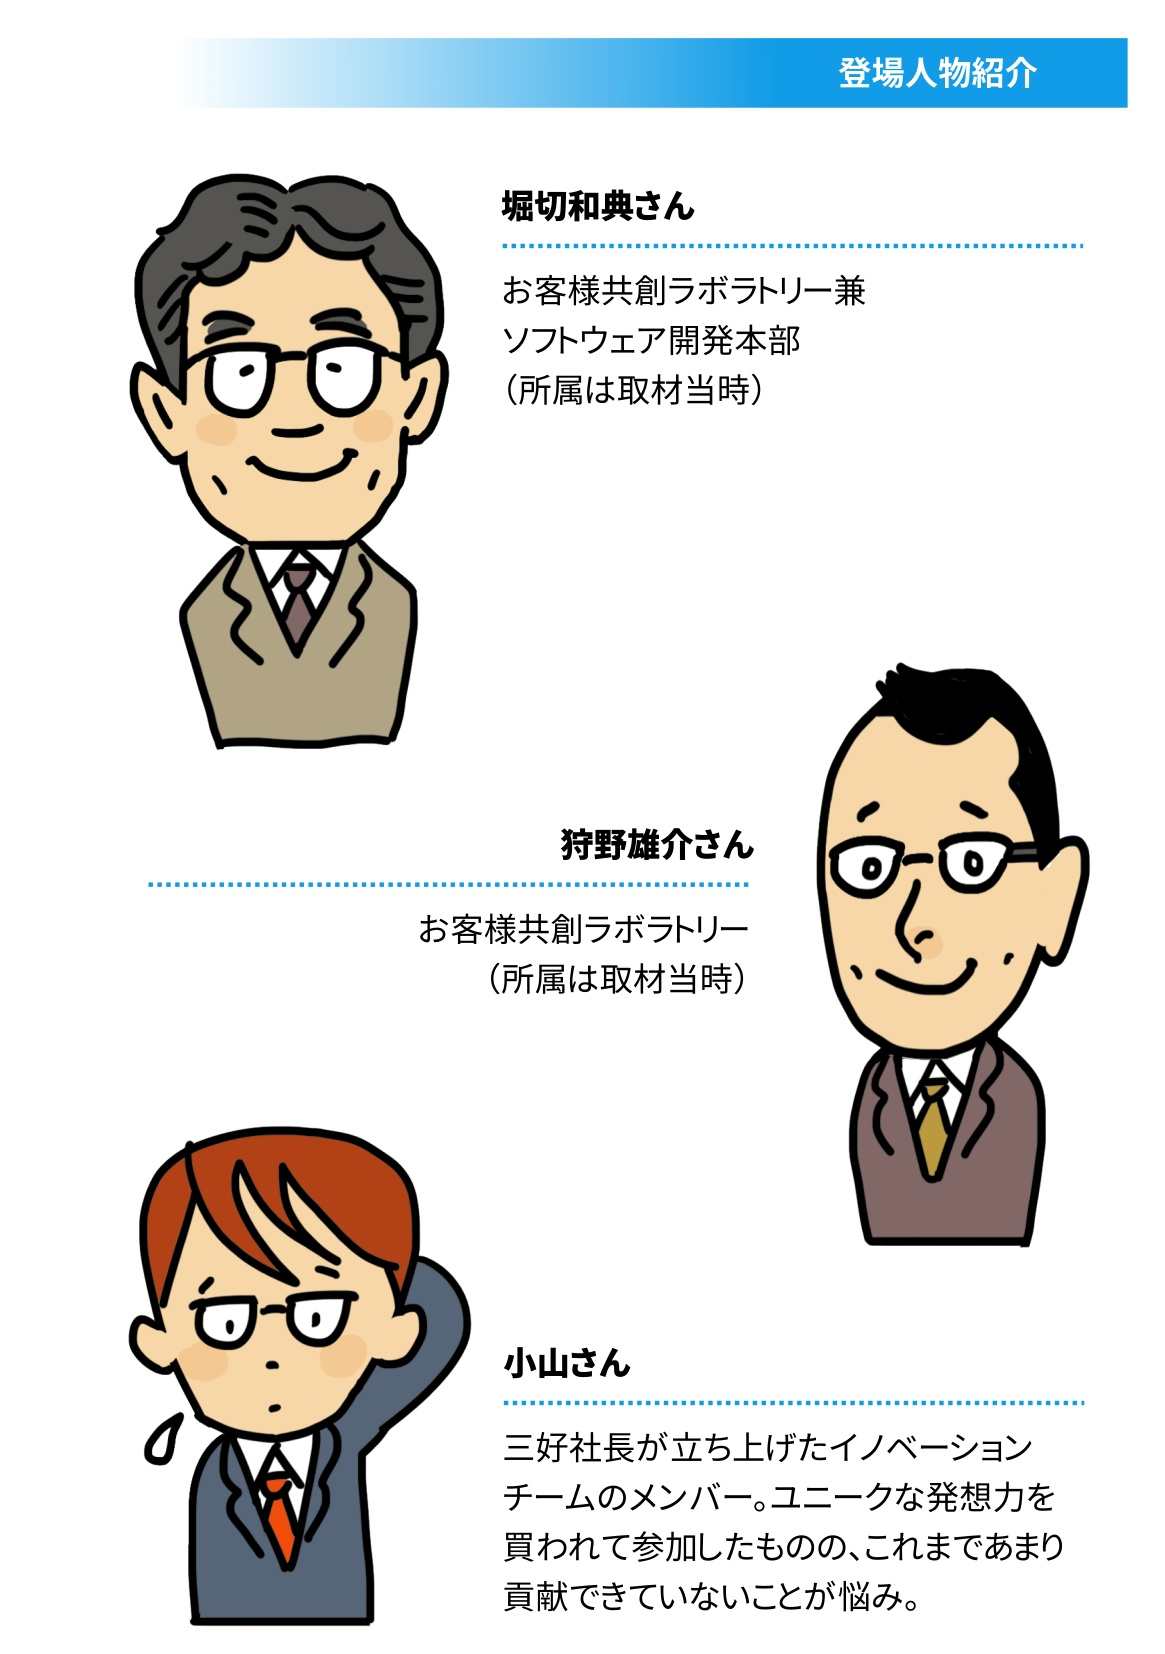 登場人物紹介
堀切和典さん
お客様共創ラボラトリー兼
ソフトウェア開発本部
（所属は取材当時）
狩野雄介さん
お客様共創ラボラトリー
（所属は取材当時）
小山さん
三好社長が立ち上げたイノベーション
チームのメンバー。ユニークな発想力を
買われて参加したものの、これまであまり
貢献できていないことが悩み。